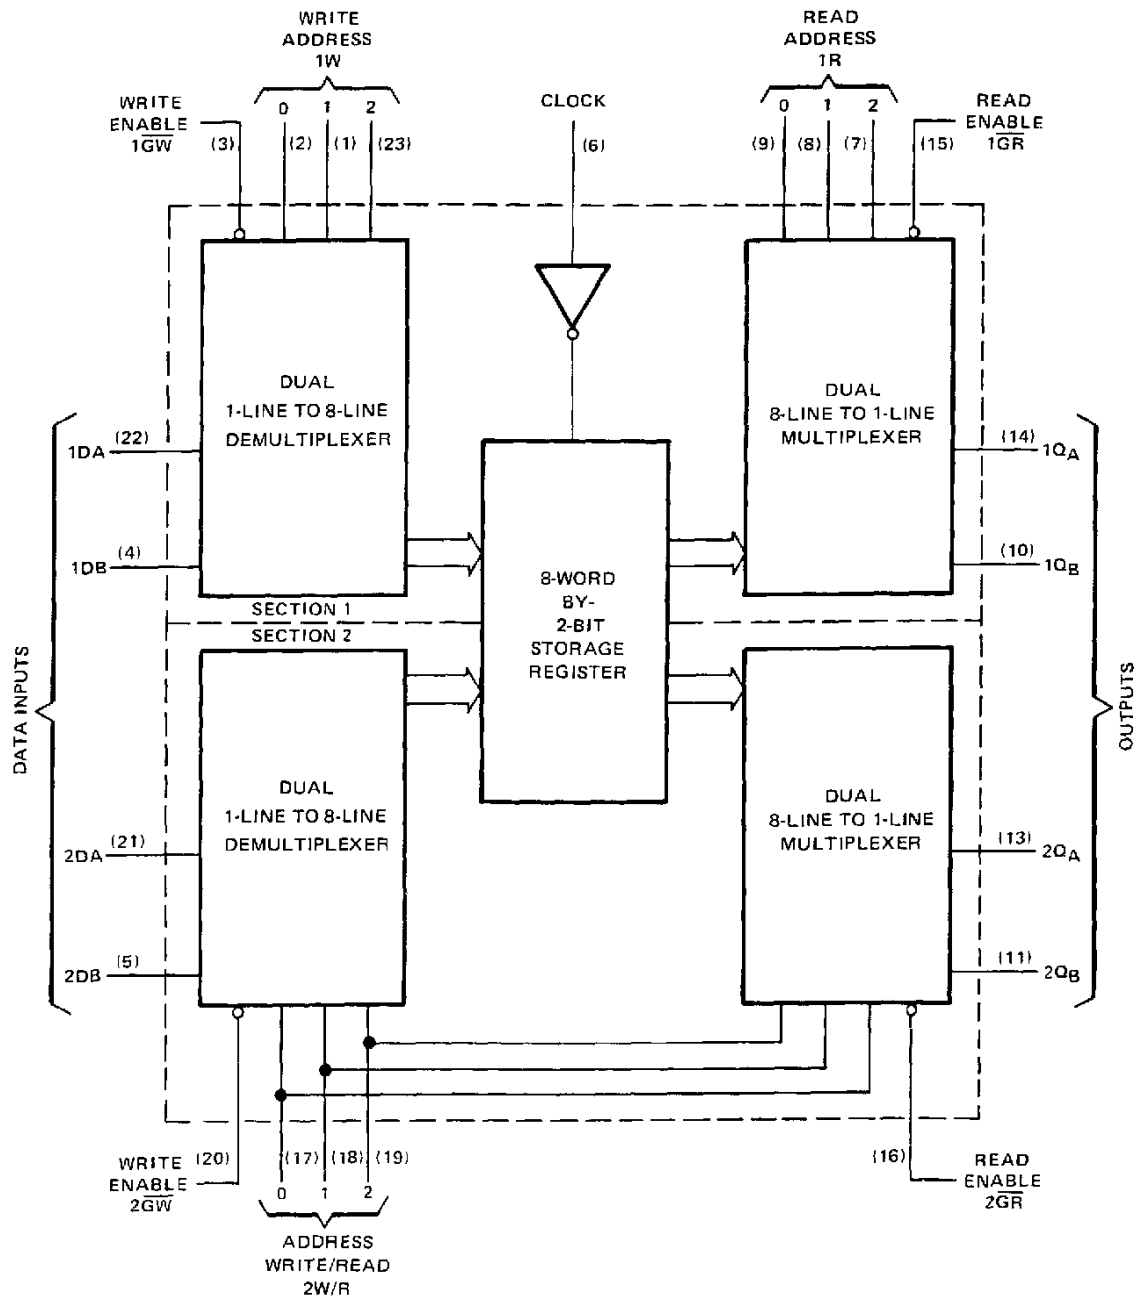 WRITE
ADDRESS
1W
WRITE
ENABLE
1G̅W̅
0 1 2
(3) (2) (1) (23)
CLOCK
(6)
READ
ADDRESS
1R
0 1 2
(9) (8) (7) (15)
READ
ENABLE
1G̅R̅
DUAL
1-LINE TO 8-LINE
DEMULTIPLEXER
DUAL
8-LINE TO 1-LINE
MULTIPLEXER
DATA INPUTS
1DA (22)
1DB (4)
(14) 1QA
(10) 1QB
OUTPUTS
8-WORD
BY-
2-BIT
STORAGE
REGISTER
SECTION 1
SECTION 2
DUAL
1-LINE TO 8-LINE
DEMULTIPLEXER
DUAL
8-LINE TO 1-LINE
MULTIPLEXER
2DA (21)
2DB (5)
(13) 2QA
(11) 2QB
WRITE
ENABLE
2G̅W̅
(20) (17) (18) (19)
0 1 2
ADDRESS
WRITE/READ
2W/R
(16)
READ
ENABLE
2G̅R̅